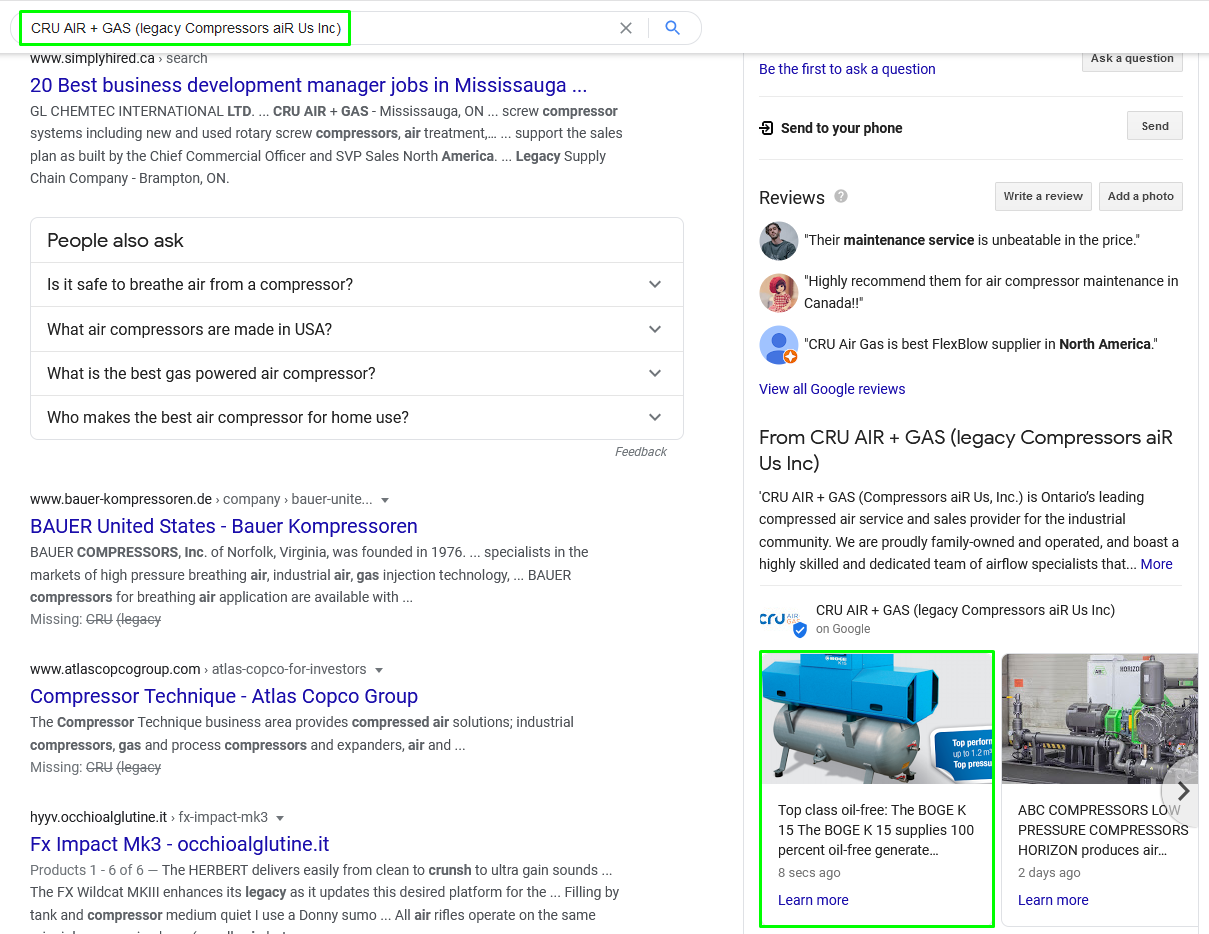 CRU AIR + GAS (legacy Compressors aiR Us Inc)
www.simplyhired.ca › search
20 Best business development manager jobs in Mississauga ...
GL CHEMTEC INTERNATIONAL LTD. ... CRU AIR + GAS - Mississauga, ON ... screw compressor
systems including new and used rotary screw compressors, air treatment,... ... support the sales
plan as built by the Chief Commercial Officer and SVP Sales North America. ... Legacy Supply
Chain Company - Brampton, ON.
People also ask
Is it safe to breathe air from a compressor?
What air compressors are made in USA?
What is the best gas powered air compressor?
Who makes the best air compressor for home use?
Feedback
www.bauer-kompressoren.de › company › bauer-unite...
BAUER United States - Bauer Kompressoren
BAUER COMPRESSORS, Inc. of Norfolk, Virginia, was founded in 1976. ... specialists in the
markets of high pressure breathing air, industrial air, gas injection technology, ... BAUER
compressors for breathing air application are available with ...
Missing: CRU (legacy
www.atlascopcogroup.com › atlas-copco-for-investors
Compressor Technique - Atlas Copco Group
The Compressor Technique business area provides compressed air solutions; industrial
compressors, gas and process compressors and expanders, air and ...
Missing: CRU (legacy
hyyv.occhioalglutine.it › fx-impact-mk3
Fx Impact Mk3 - occhioalglutine.it
Products 1 - 6 of 6 — The HERBERT delivers easily from clean to crunsh to ultra gain sounds ...
The FX Wildcat MKIII enhances its legacy as it updates this desired platform for the ... Filling by
tank and compressor medium quiet I use a Donny sumo ... All air rifles operate on the same
Ask a question
Be the first to ask a question
Send to your phone
Send
Reviews
Write a review
Add a photo
"Their maintenance service is unbeatable in the price."
"Highly recommend them for air compressor maintenance in
Canada!!"
"CRU Air Gas is best FlexBlow supplier in North America."
View all Google reviews
From CRU AIR + GAS (legacy Compressors aiR
Us Inc)
'CRU AIR + GAS (Compressors aiR Us, Inc.) is Ontario's leading
compressed air service and sales provider for the industrial
community. We are proudly family-owned and operated, and boast a
highly skilled and dedicated team of airflow specialists that... More
cru AIR
CRU AIR + GAS (legacy Compressors aiR Us Inc)
on Google
BOGE
HORIZON
Top perform
up to 1.2 m³
Top pressu
Top class oil-free: The BOGE K
15 The BOGE K 15 supplies 100
percent oil-free generate…
8 secs ago
Learn more
ABC COMPRESSORS LOW
PRESSURE COMPRESSORS
HORIZON produces air…
2 days ago
Learn more